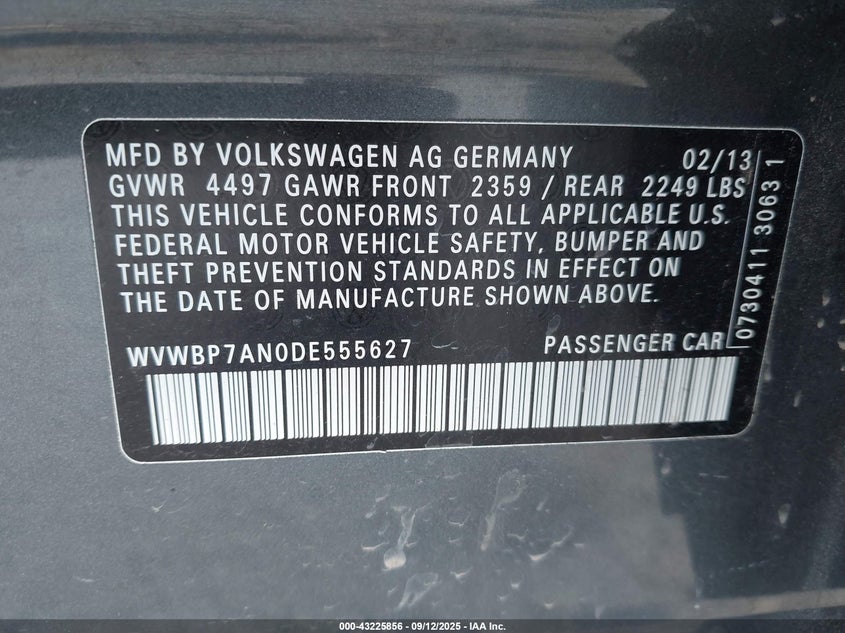 MFD BY VOLKSWAGEN AG GERMANY 02/13
GVWR 4497 GAWR FRONT 2359 / REAR 2249 LBS
THIS VEHICLE CONFORMS TO ALL APPLICABLE U.S.
FEDERAL MOTOR VEHICLE SAFETY, BUMPER AND
THEFT PREVENTION STANDARDS IN EFFECT ON
THE DATE OF MANUFACTURE SHOWN ABOVE.
WVWBP7AN0DE555627 PASSENGER CAR
0730411 3063 1
000-43225856 - 09/12/2025 - IAA Inc.